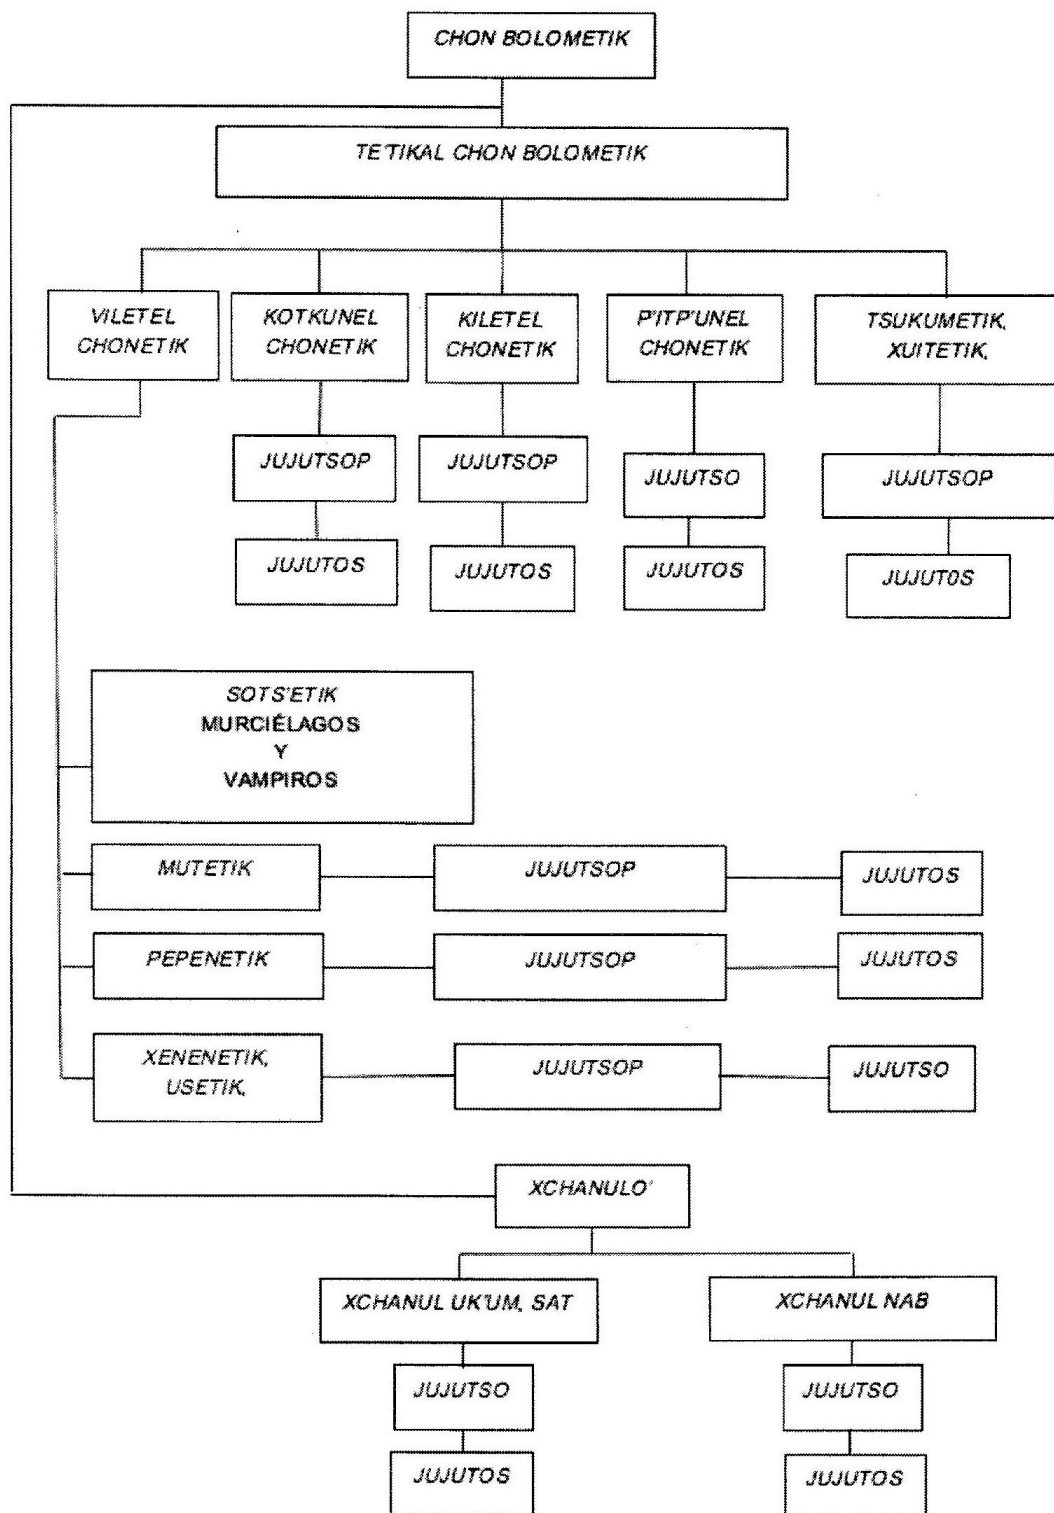 CHON BOLOMETIK
TE'TIKAL CHON BOLOMETIK
VILETEL
CHONETIK
KOTKUNEL
CHONETIK
KILETEL
CHONETIK
P'ITP'UNEL
CHONETIK
TSUKUMETIK,
XUITETIK,
JUJUTSOP
JUJUTSOP
JUJUTSO
JUJUTSOP
JUJUTOS
JUJUTOS
JUJUTOS
JUJUT0S
SOTS'ETIK
MURCIÉLAGOS
Y
VAMPIROS
MUTETIK
JUJUTSOP
JUJUTOS
PEPENETIK
JUJUTSOP
JUJUTOS
XENENETIK,
USETIK,
JUJUTSOP
JUJUTSO
XCHANULO'
XCHANUL UK'UM, SAT
XCHANUL NAB
JUJUTSO
JUJUTSO
JUJUTOS
JUJUTOS